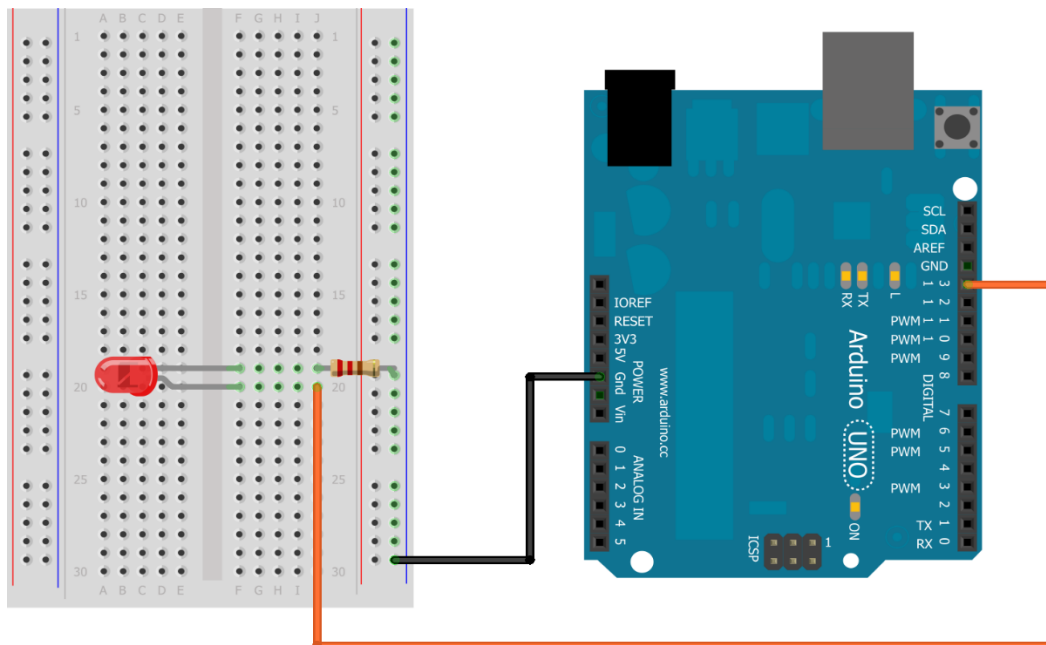 A B C D E F G H I J
1 1
5 5
10 10
15 15
20 20
25 25
30 30
A B C D E F G H I J
IOREF
RESET
3V3
5V
Gnd
Vin
POWER
www.arduino.cc
0
1
2
3
4
5
ANALOG IN
RX
TX
L
Arduino
UNO
ON
ICSP
1
SCL
SDA
AREF
GND
13
12
PWM 11
PWM 10
PWM 9
8
DIGITAL
7
PWM 6
PWM 5
4
PWM 3
2
TX 1
RX 0